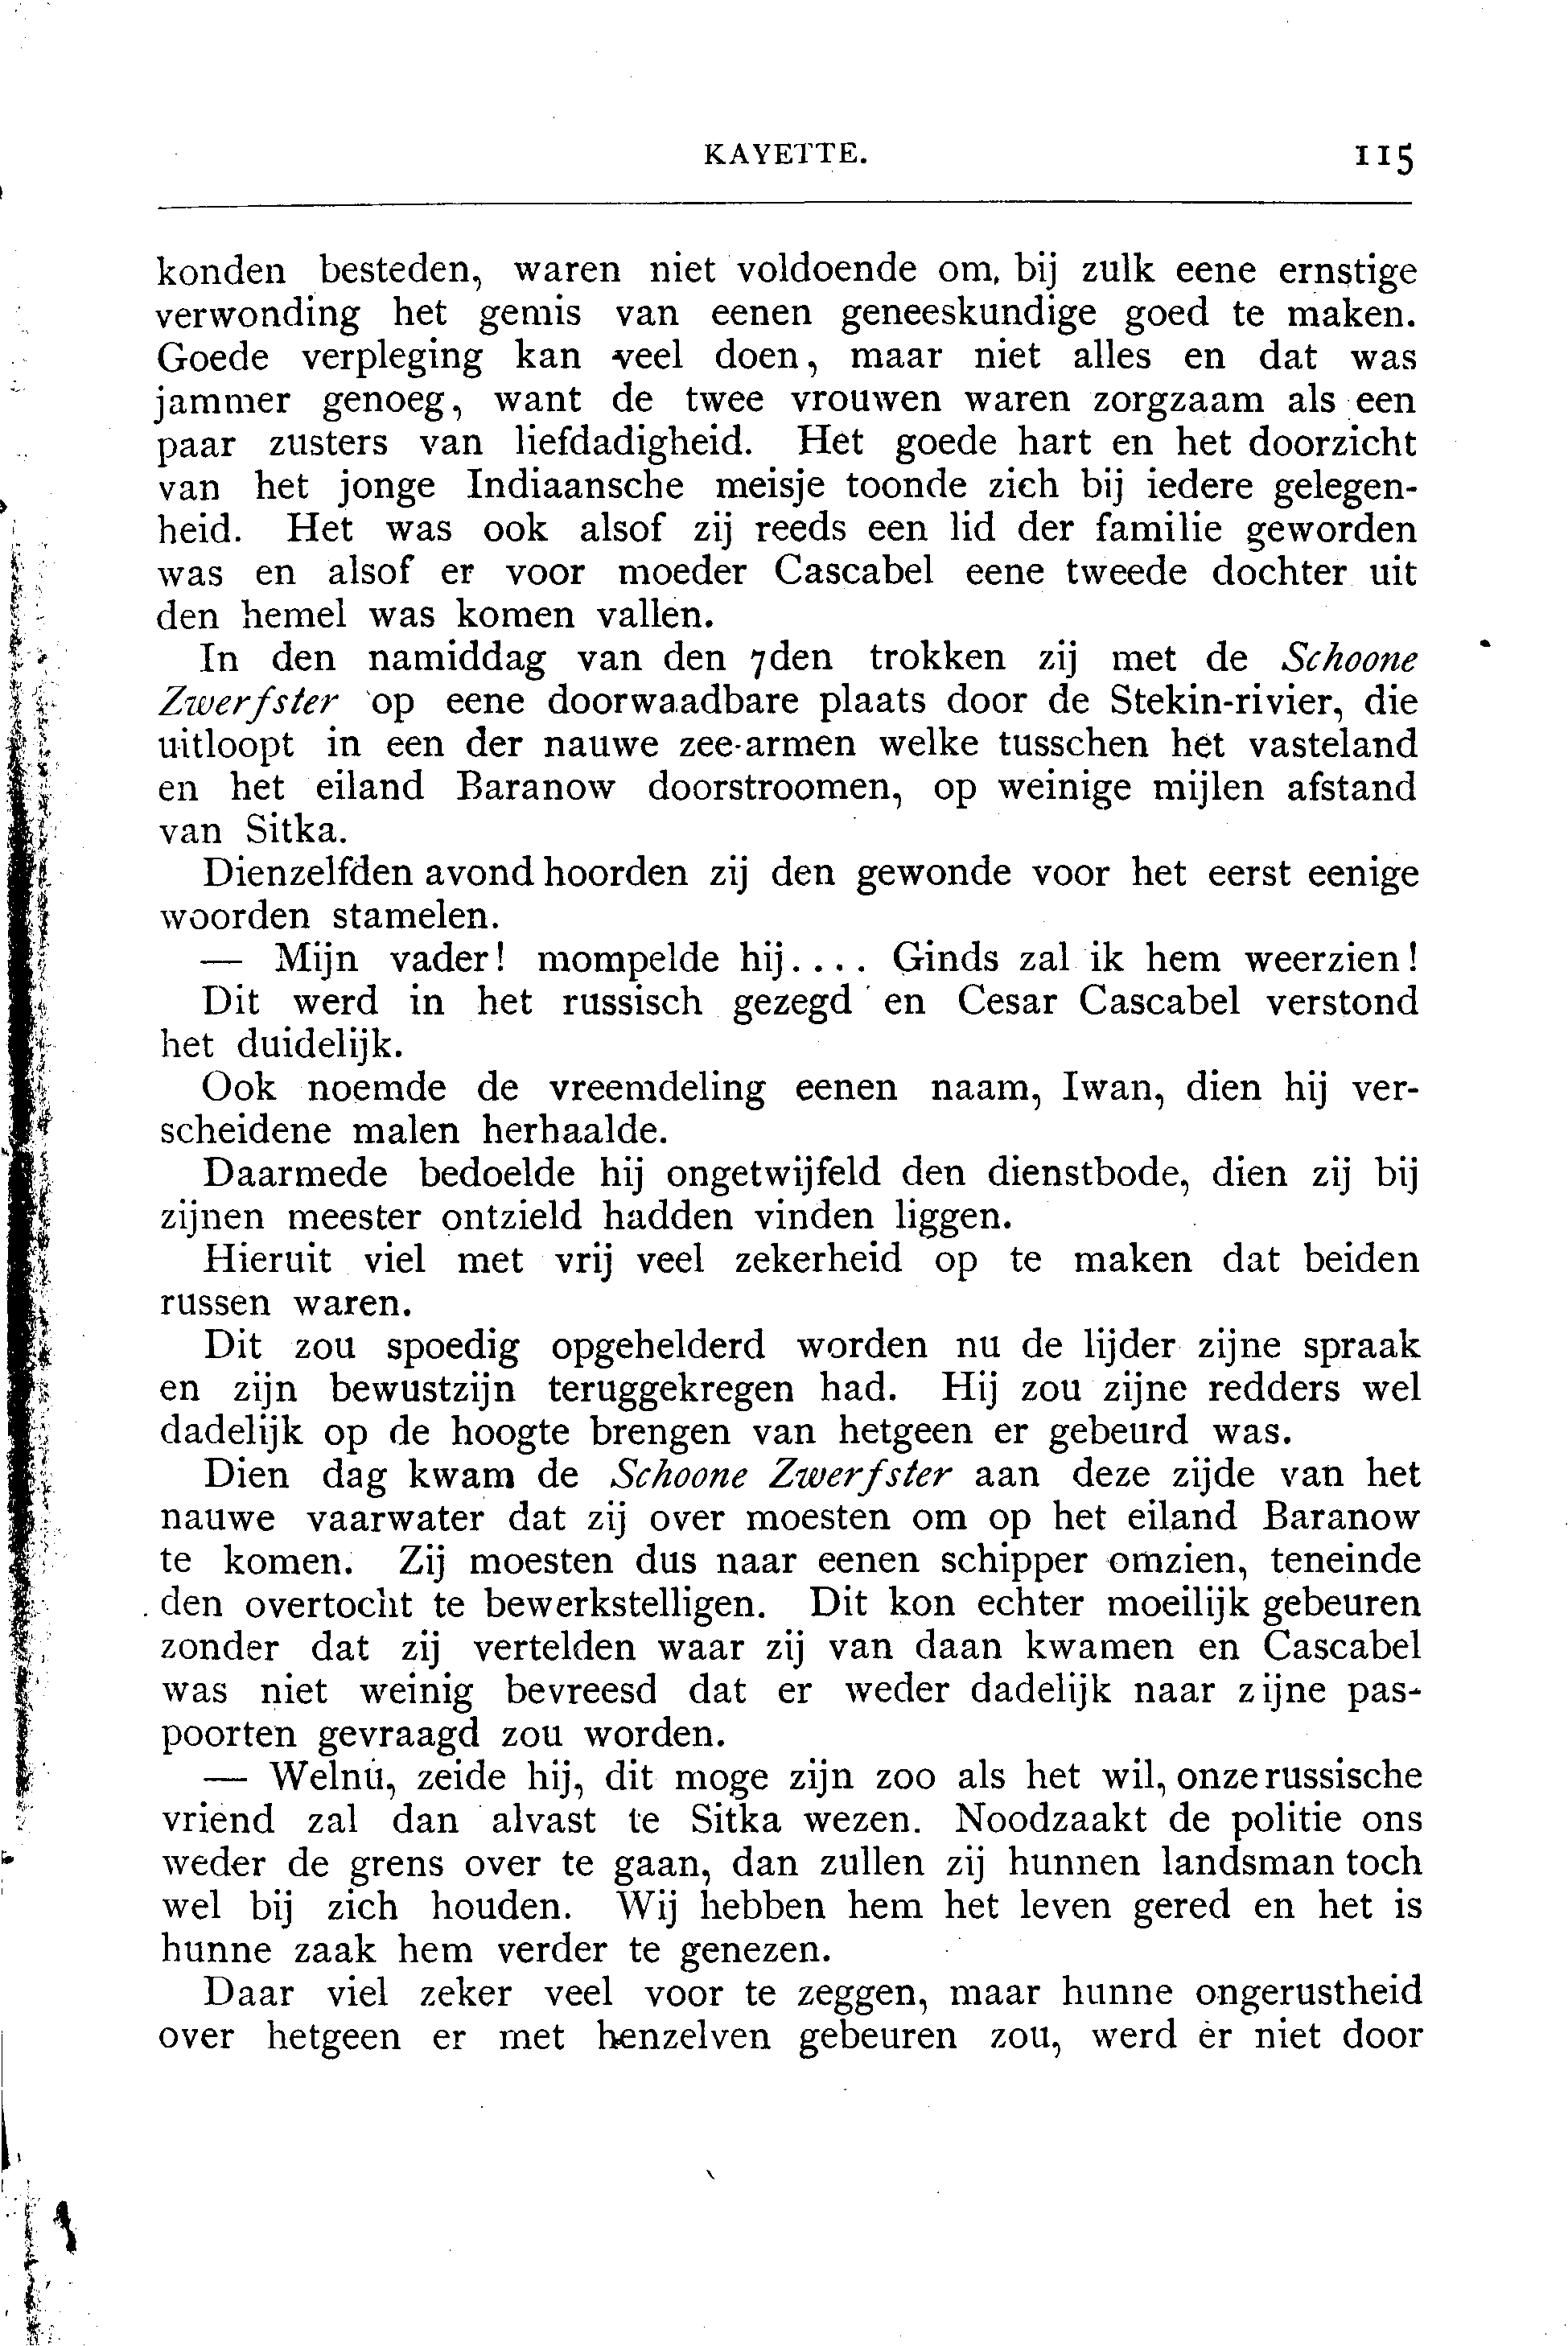 KAYETTE. 115
konden besteden, waren niet voldoende om, bij zulk eene ernstige
verwonding het gemis van eenen geneeskundige goed te maken.
Goede verpleging kan veel doen, maar niet alles en dat was
jammer genoeg, want de twee vrouwen waren zorgzaam als een
paar zusters van liefdadigheid. Het goede hart en het doorzicht
van het jonge Indiaansche meisje toonde zich bij iedere gelegen-
heid. Het was ook alsof zij reeds een lid der familie geworden
was en alsof er voor moeder Cascabel eene tweede dochter uit
den hemel was komen vallen.
In den namiddag van den 7den trokken zij met de Schoone
Zwerfster op eene doorwaadbare plaats door de Stekin-rivier, die
uitloopt in een der nauwe zee-armen welke tusschen het vasteland
en het eiland Baranow doorstroomen, op weinige mijlen afstand
van Sitka.
Dienzelfden avond hoorden zij den gewonde voor het eerst eenige
woorden stamelen.
— Mijn vader! mompelde hij.... Ginds zal ik hem weerzien!
Dit werd in het russisch gezegd en Cesar Cascabel verstond
het duidelijk.
Ook noemde de vreemdeling eenen naam, Iwan, dien hij ver-
scheidene malen herhaalde.
Daarmede bedoelde hij ongetwijfeld den dienstbode, dien zij bij
zijnen meester ontzield hadden vinden liggen.
Hieruit viel met vrij veel zekerheid op te maken dat beiden
russen waren.
Dit zou spoedig opgehelderd worden nu de lijder zijne spraak
en zijn bewustzijn teruggekregen had. Hij zou zijne redders wel
dadelijk op de hoogte brengen van hetgeen er gebeurd was.
Dien dag kwam de Schoone Zwerfster aan deze zijde van het
nauwe vaarwater dat zij over moesten om op het eiland Baranow
te komen. Zij moesten dus naar eenen schipper omzien, teneinde
den overtocht te bewerkstelligen. Dit kon echter moeilijk gebeuren
zonder dat zij vertelden waar zij van daan kwamen en Cascabel
was niet weinig bevreesd dat er weder dadelijk naar zijne pas-
poorten gevraagd zou worden.
— Welnu, zeide hij, dit moge zijn zoo als het wil, onze russische
vriend zal dan alvast te Sitka wezen. Noodzaakt de politie ons
weder de grens over te gaan, dan zullen zij hunnen landsman toch
wel bij zich houden. Wij hebben hem het leven gered en het is
hunne zaak hem verder te genezen.
Daar viel zeker veel voor te zeggen, maar hunne ongerustheid
over hetgeen er met henzelven gebeuren zou, werd er niet door